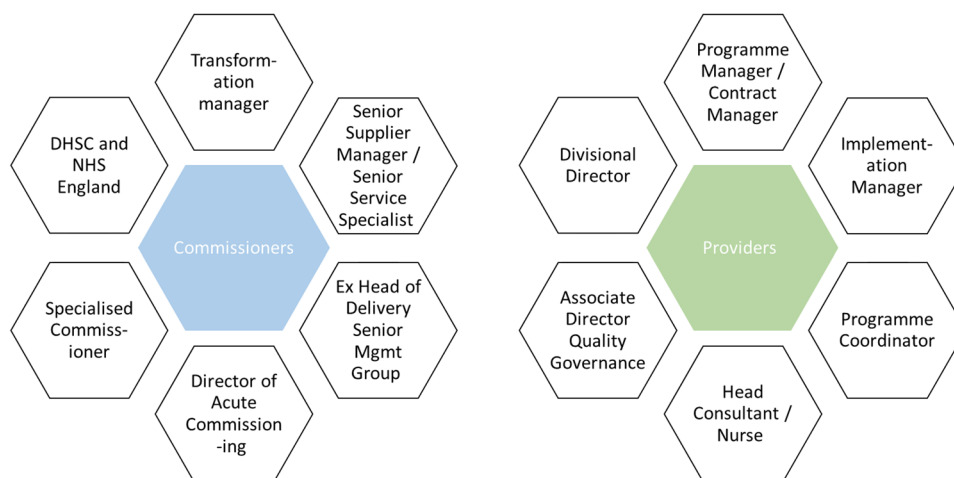 Transform-
ation
manager
DHSC and
NHS
England
Senior
Supplier
Manager /
Senior
Service
Specialist
Commissioners
Specialised
Commiss-
ioner
Ex Head of
Delivery
Senior
Mgmt
Group
Director of
Acute
Commission
-ing
Programme
Manager /
Contract
Manager
Divisional
Director
Implement-
ation
Manager
Providers
Associate
Director
Quality
Governance
Programme
Coordinator
Head
Consultant /
Nurse